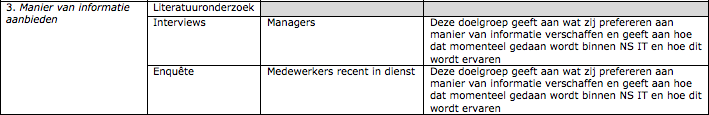 3. Manier van informatie aanbieden
Literatuuronderzoek
Interviews
Managers
Deze doelgroep geeft aan wat zij prefereren aan
manier van informatie verschaffen en geeft aan hoe
dat momenteel gedaan wordt binnen NS IT en hoe dit
wordt ervaren
Enquête
Medewerkers recent in dienst
Deze doelgroep geeft aan wat zij prefereren aan
manier van informatie verschaffen en geeft aan hoe
dat momenteel gedaan wordt binnen NS IT en hoe dit
wordt ervaren